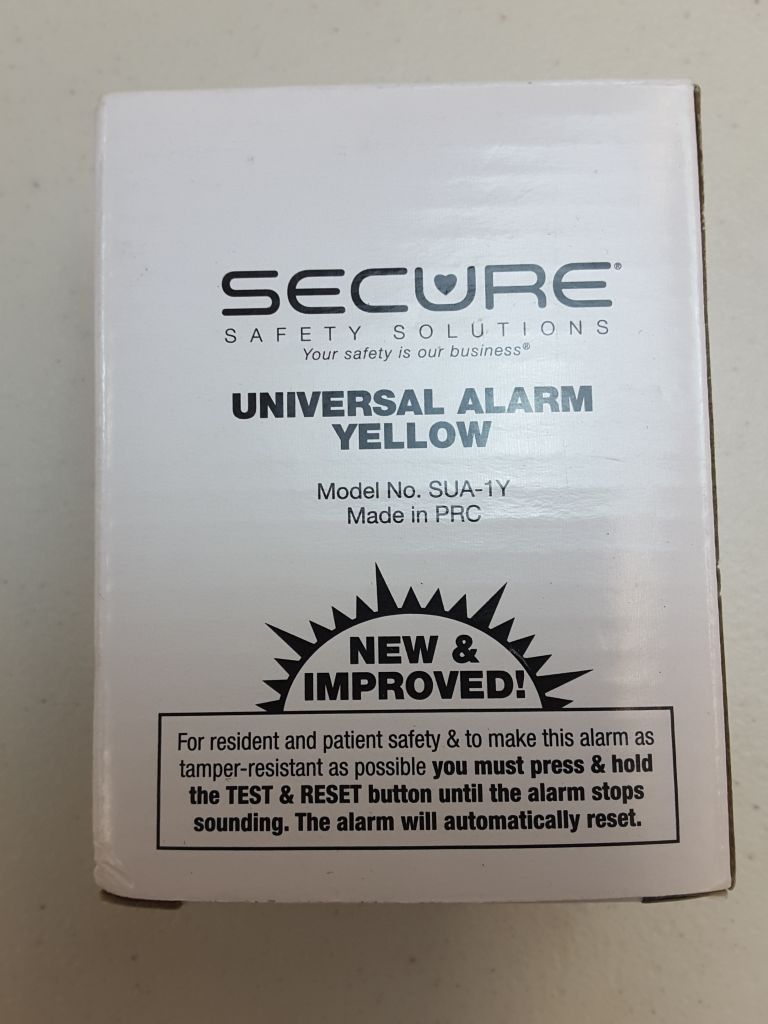 SECURE®
SAFETY SOLUTIONS
Your safety is our business®
UNIVERSAL ALARM
YELLOW
Model No. SUA-1Y
Made in PRC
NEW &
IMPROVED!
For resident and patient safety & to make this alarm as
tamper-resistant as possible you must press & hold
the TEST & RESET button until the alarm stops
sounding. The alarm will automatically reset.